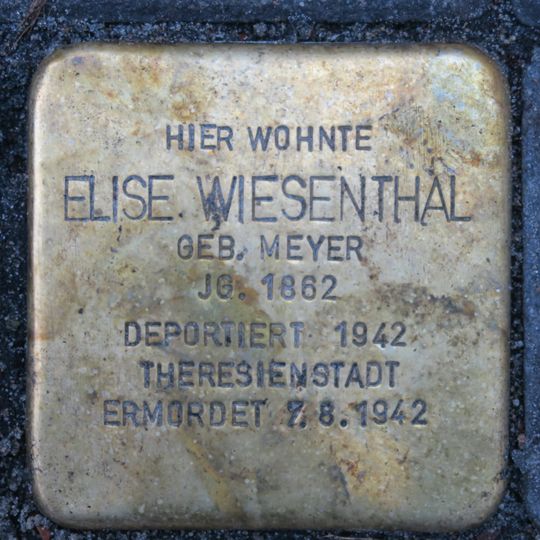 HIER WOHNTE
ELISE WIESENTHAL
GEB. MEYER
JG. 1862
DEPORTIERT 1942
THERESIENSTADT
ERMORDET 7.8.1942